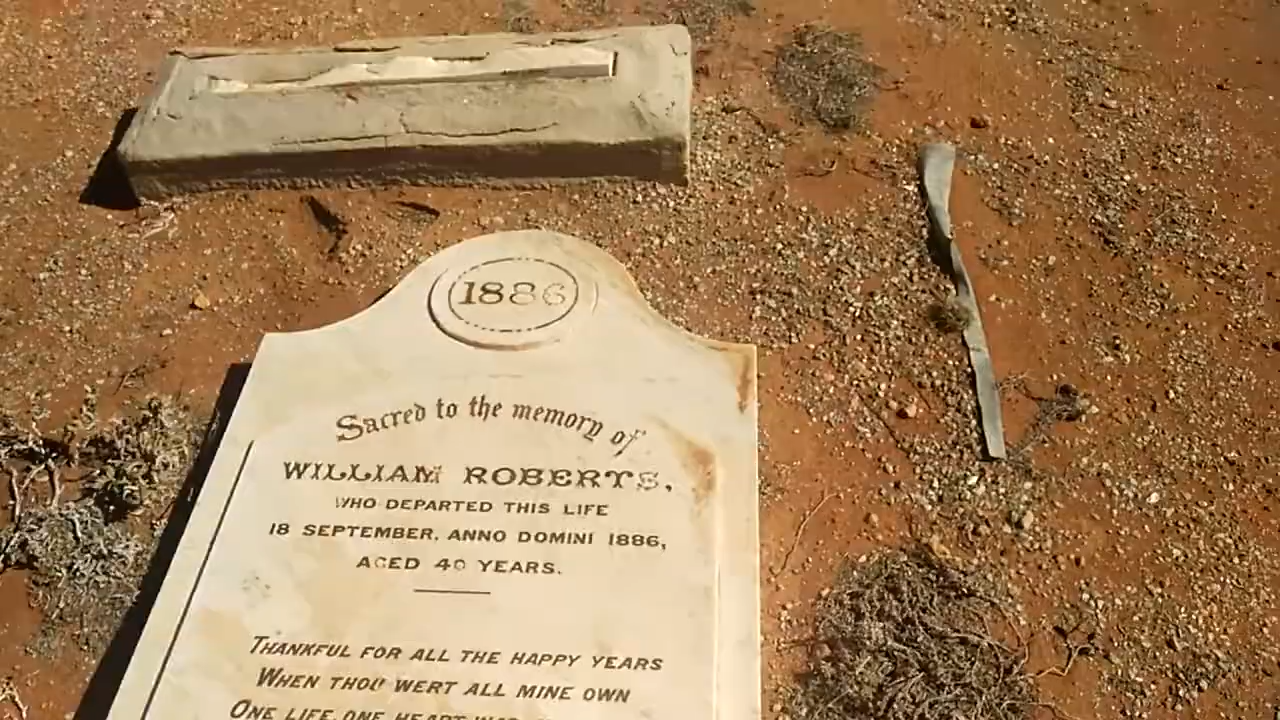 1886
Sacred to the memory of
WILLIAM ROBERTS,
WHO DEPARTED THIS LIFE
18 SEPTEMBER, ANNO DOMINI 1886,
AGED 40 YEARS.
THANKFUL FOR ALL THE HAPPY YEARS
WHEN THOU WERT ALL MINE OWN
ONE LIFE, ONE HEART